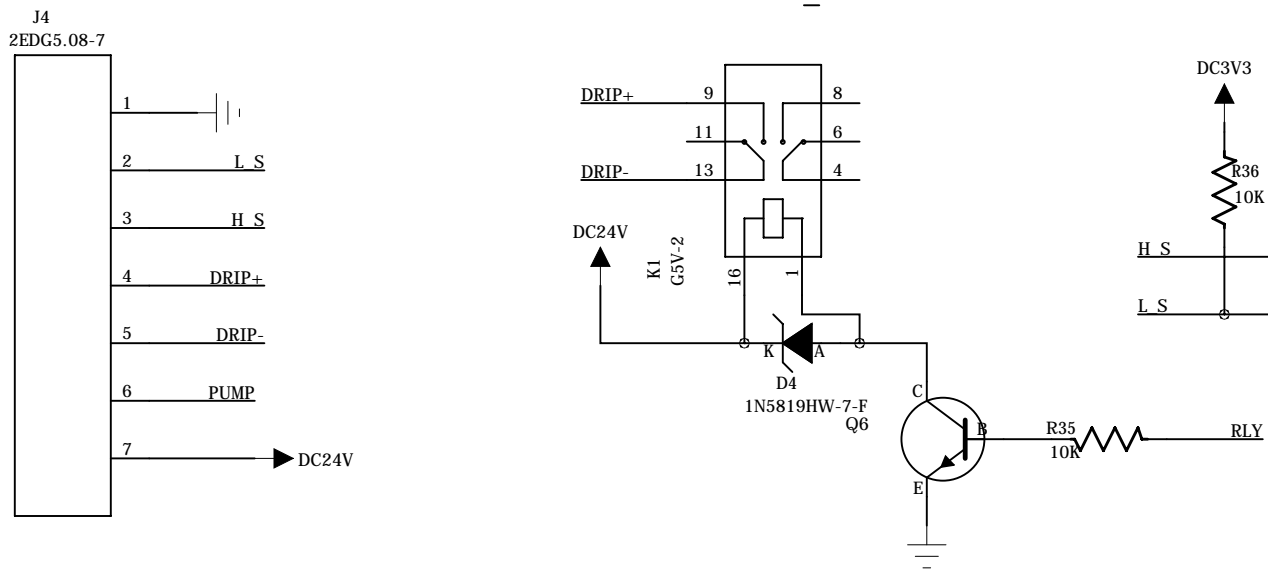 J4
2EDG5.08-7
1
2
L_S
3
H_S
4
DRIP+
5
DRIP-
6
PUMP
7
DC24V
DRIP+
9
8
11
6
DRIP-
13
4
DC24V
K1
G5V-2
16
1
K
A
D4
1N5819HW-7-F
Q6
C
B
E
R35
10K
RLY
DC3V3
R36
10K
H_S
L_S